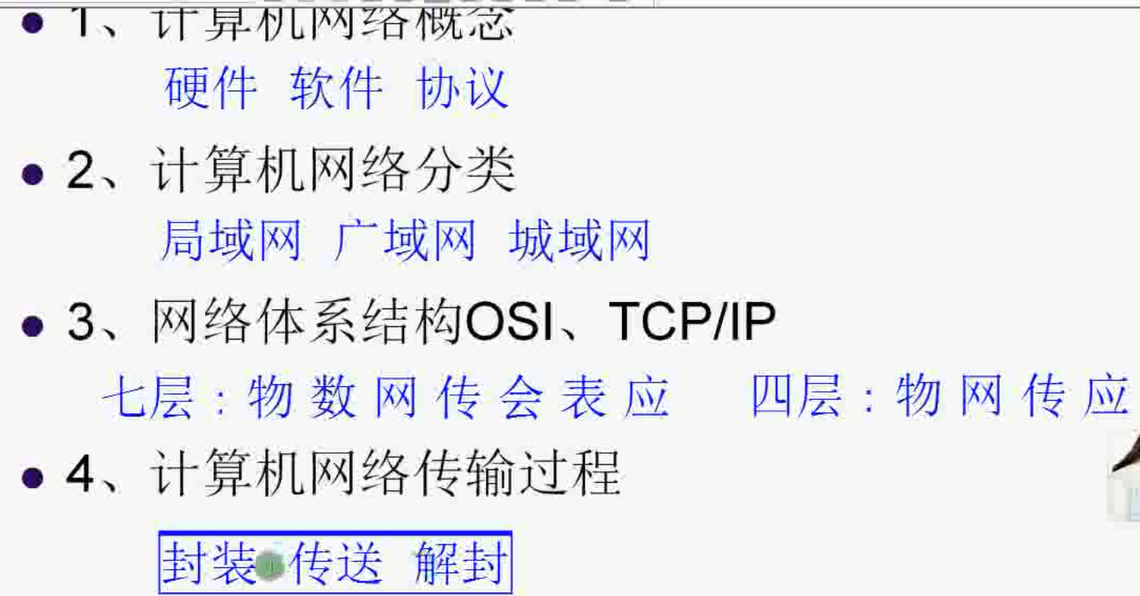 1、计算机网络概念
硬件 软件 协议
2、计算机网络分类
局域网 广域网 城域网
3、网络体系结构OSI、TCP/IP
七层：物 数 网 传 会 表 应 四层：物 网 传 应
4、计算机网络传输过程
封装 传送 解封